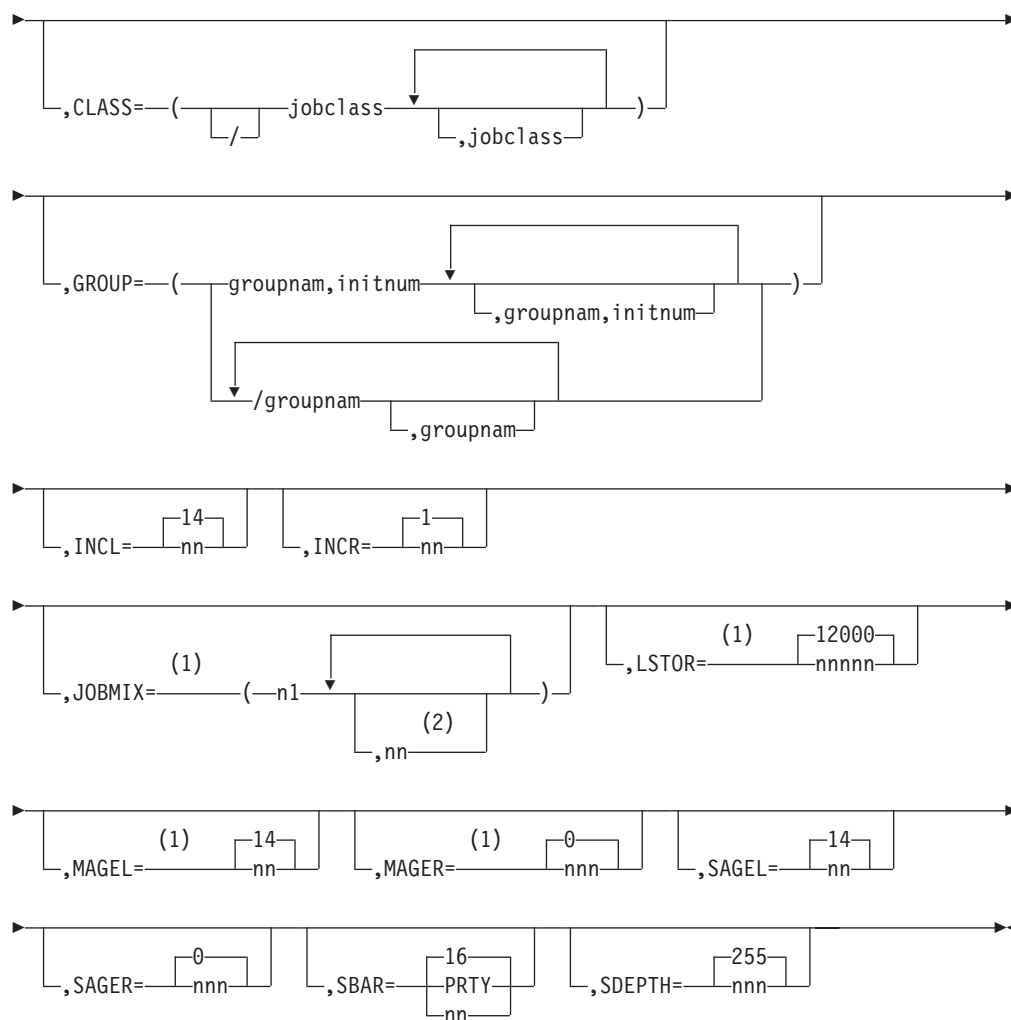 ,CLASS= ( jobclass )
/ ,jobclass
,GROUP= ( groupnam,initnum )
,groupnam,initnum
/groupnam
,groupnam
14 1
,INCL= nn ,INCR= nn
(1) (1) 12000
,LSTOR= nnnnn
,JOBMIX= ( n1 )
(2)
,nn
(1) 14 (1) 0 14
,MAGEL= nn ,MAGER= nnn ,SAGEL= nn
0 16 255
,SAGER= nnn ,SBAR= PRTY ,SDEPTH= nnn
nn